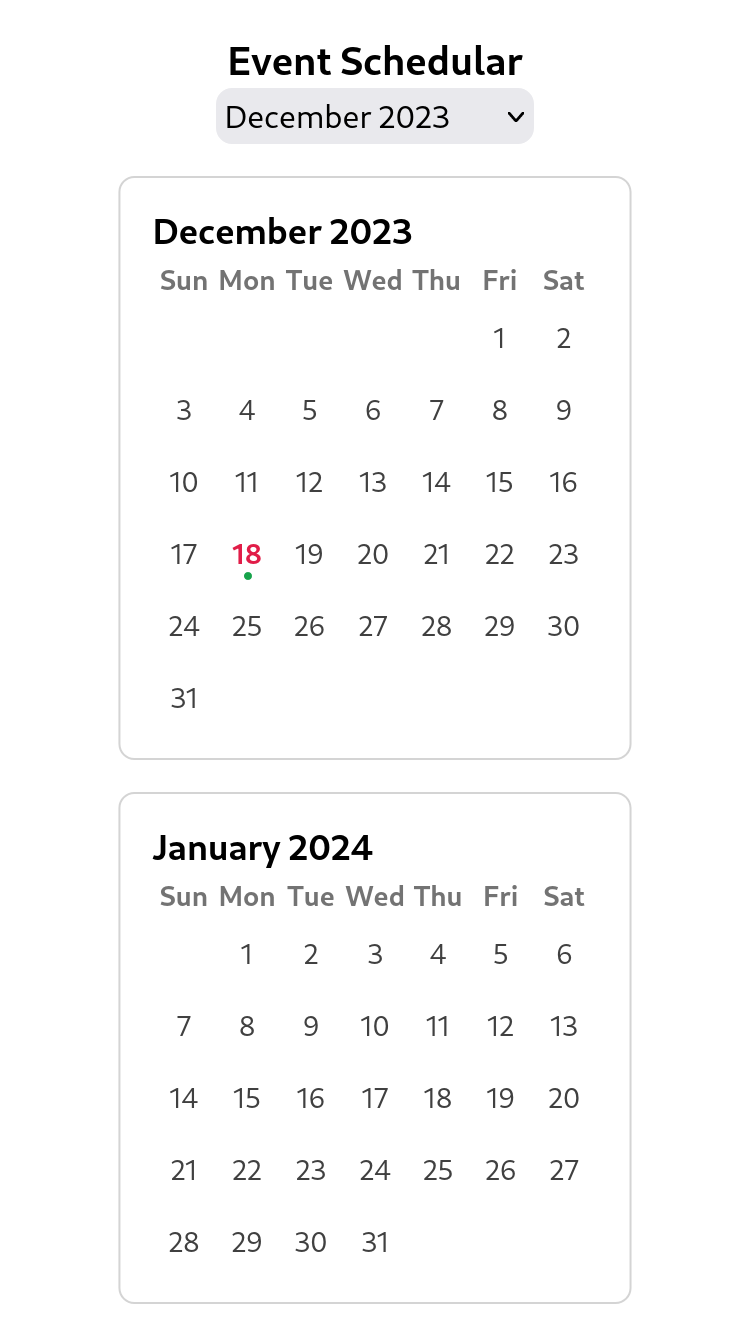 Event Schedular
December 2023
December 2023
Sun Mon Tue Wed Thu Fri Sat
1 2
3 4 5 6 7 8 9
10 11 12 13 14 15 16
17 18 19 20 21 22 23
24 25 26 27 28 29 30
31
January 2024
Sun Mon Tue Wed Thu Fri Sat
1 2 3 4 5 6
7 8 9 10 11 12 13
14 15 16 17 18 19 20
21 22 23 24 25 26 27
28 29 30 31